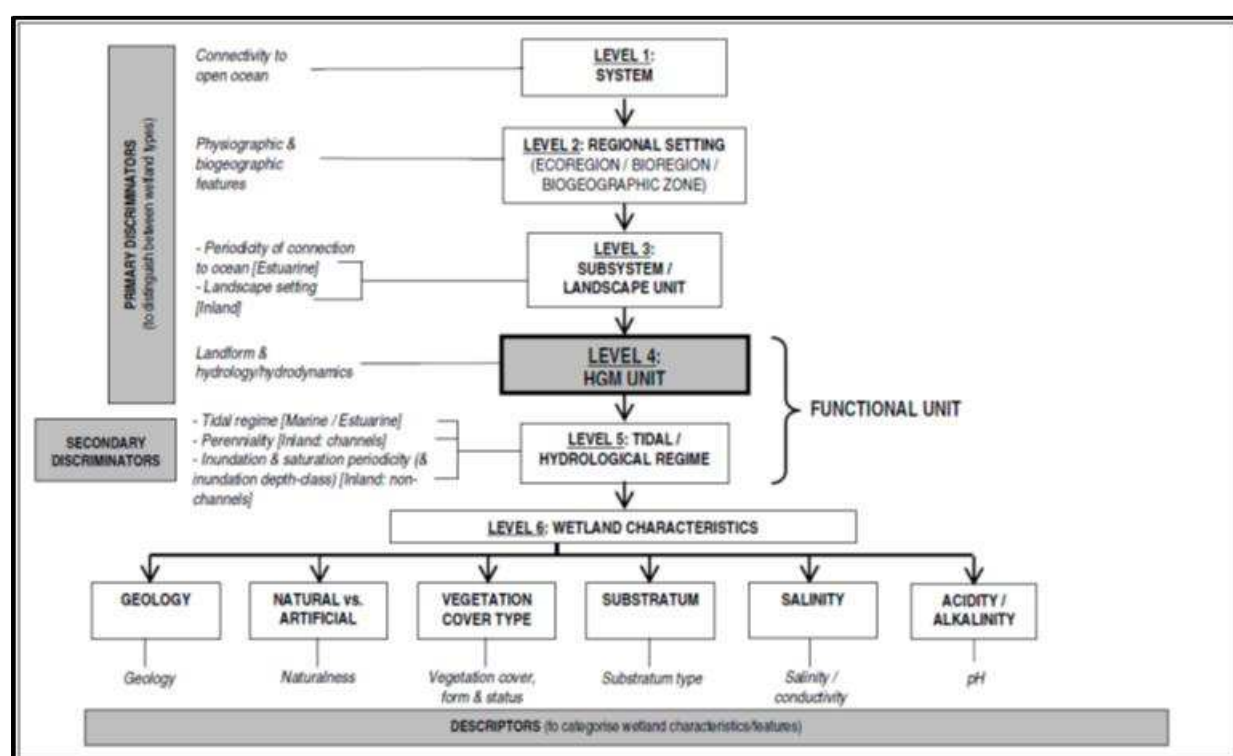 PRIMARY DISCRIMINATORS
(to distinguish between wetland types)
Connectivity to
open ocean
LEVEL 1:
SYSTEM
Physiographic &
biogeographic
features
LEVEL 2: REGIONAL SETTING
(ECOREGION / BIOREGION /
BIOGEOGRAPHIC ZONE)
- Periodicity of connection
to ocean [Estuarine]
- Landscape setting
[Inland]
LEVEL 3:
SUBSYSTEM /
LANDSCAPE UNIT
Landform &
hydrology/hydrodynamics
LEVEL 4:
HGM UNIT
FUNCTIONAL UNIT
SECONDARY
DISCRIMINATORS
- Tidal regime [Marine / Estuarine]
- Perenniality [Inland: channels]
- Inundation & saturation periodicity (&
inundation depth-class) [Inland: non-
channels]
LEVEL 5: TIDAL /
HYDROLOGICAL REGIME
LEVEL 6: WETLAND CHARACTERISTICS
GEOLOGY
Geology
NATURAL vs.
ARTIFICIAL
Naturalness
VEGETATION
COVER TYPE
Vegetation cover,
form & status
SUBSTRATUM
Substratum type
SALINITY
Salinity /
conductivity
ACIDITY /
ALKALINITY
pH
DESCRIPTORS (to categorise wetland characteristics/features)